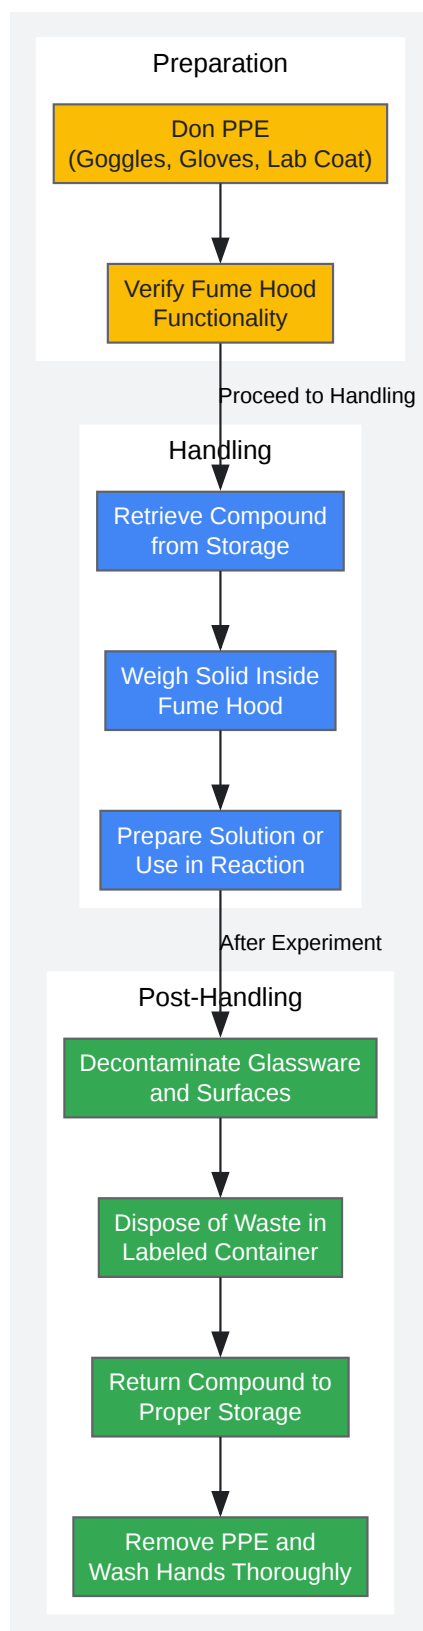 Preparation
Don PPE
(Goggles, Gloves, Lab Coat)
Verify Fume Hood
Functionality
Proceed to Handling
Handling
Retrieve Compound
from Storage
Weigh Solid Inside
Fume Hood
Prepare Solution or
Use in Reaction
After Experiment
Post-Handling
Decontaminate Glassware
and Surfaces
Dispose of Waste in
Labeled Container
Return Compound to
Proper Storage
Remove PPE and
Wash Hands Thoroughly